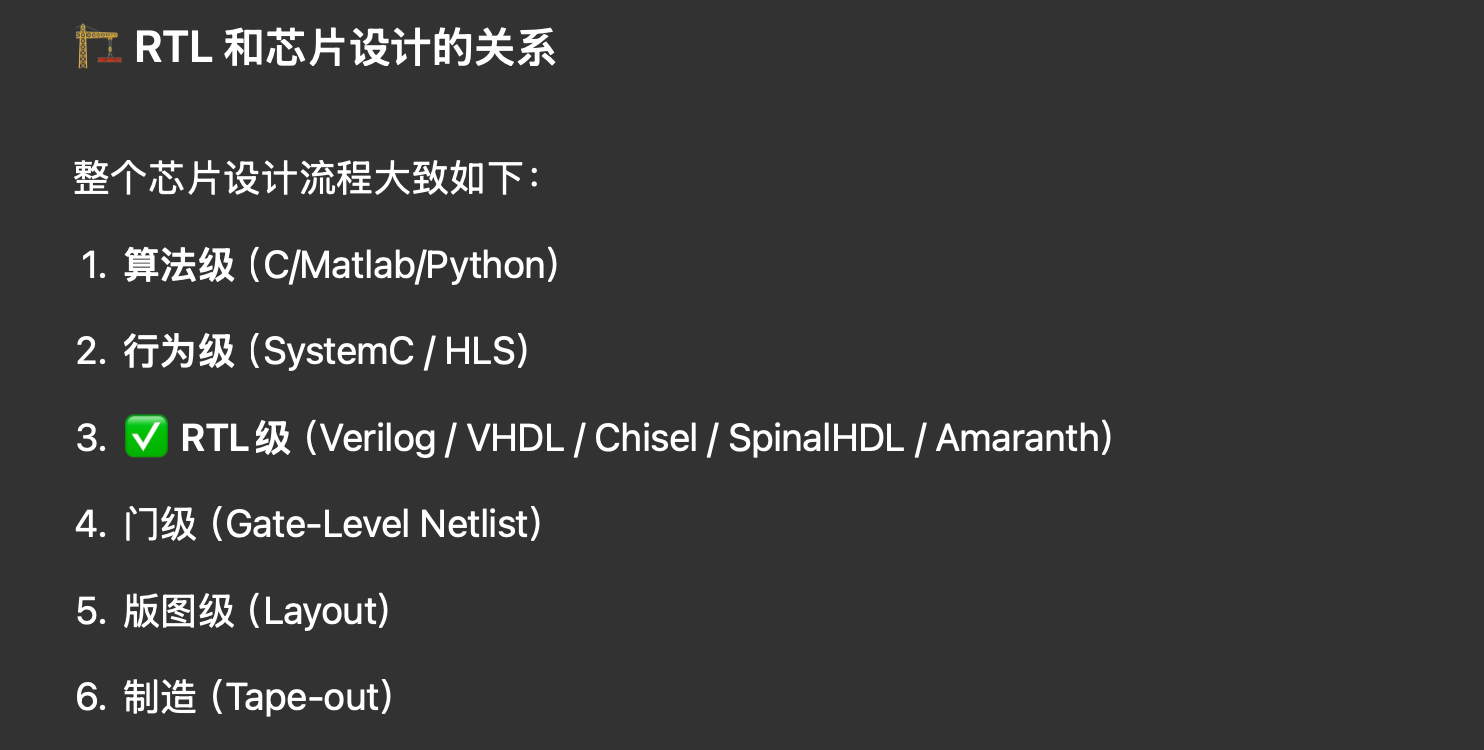 🏗️ RTL 和芯片设计的关系
整个芯片设计流程大致如下：
1. 算法级（C/Matlab/Python）
2. 行为级（SystemC / HLS）
3. ✅ RTL 级（Verilog / VHDL / Chisel / SpinalHDL / Amaranth）
4. 门级（Gate-Level Netlist）
5. 版图级（Layout）
6. 制造（Tape-out）